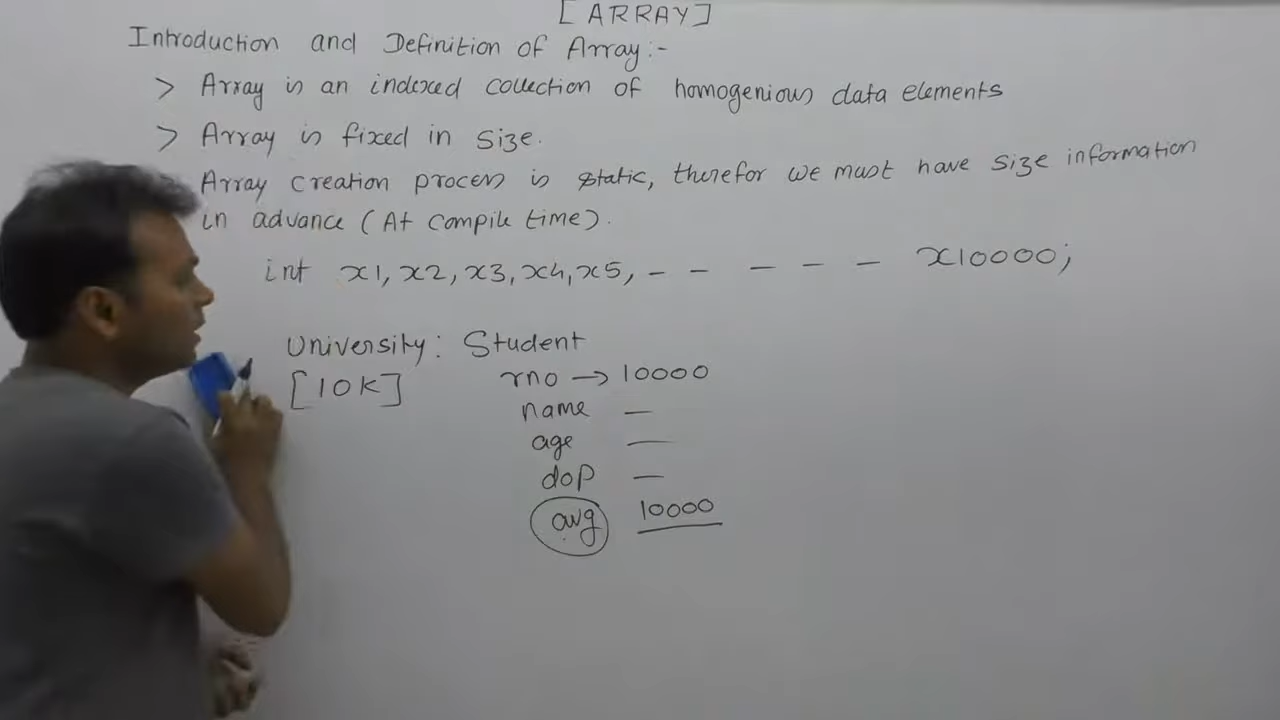 [ARRAY]
Introduction and Definition of Array:-
> Array is an indexed collection of homogenious data elements
> Array is fixed in size.
Array creation process is static, therefor we must have size information
in advance (At compile time).
int x1, x2, x3, x4, x5, - - - - - x10000;
University: Student
[10K]
rno → 10000
name —
age —
dop —
avg 10000